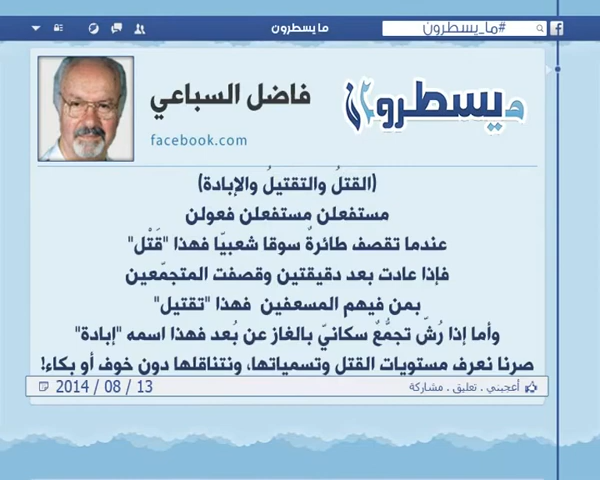 ما يسطرون
#ما_يسطرون
ما يسطرون
فاضل السباعي
facebook.com
(القتلُ والتقتيلُ والإبادة)
مستفعلن مستفعلن فعولن
عندما تقصف طائرةٌ سوقا شعبيّا فهذا "قَتْل"
فإذا عادت بعد دقيقتين وقصفت المتجمّعين
بمن فيهم المسعفين فهذا "تقتيل"
وأما إذا رُشّ تجمُّعٌ سكانيّ بالغاز عن بُعد فهذا اسمه "إبادة"
صرنا نعرف مستويات القتل وتسمياتها، ونتناقلها دون خوف أو بكاء!
أعجبني . تعليق . مشاركة
2014 / 08 / 13